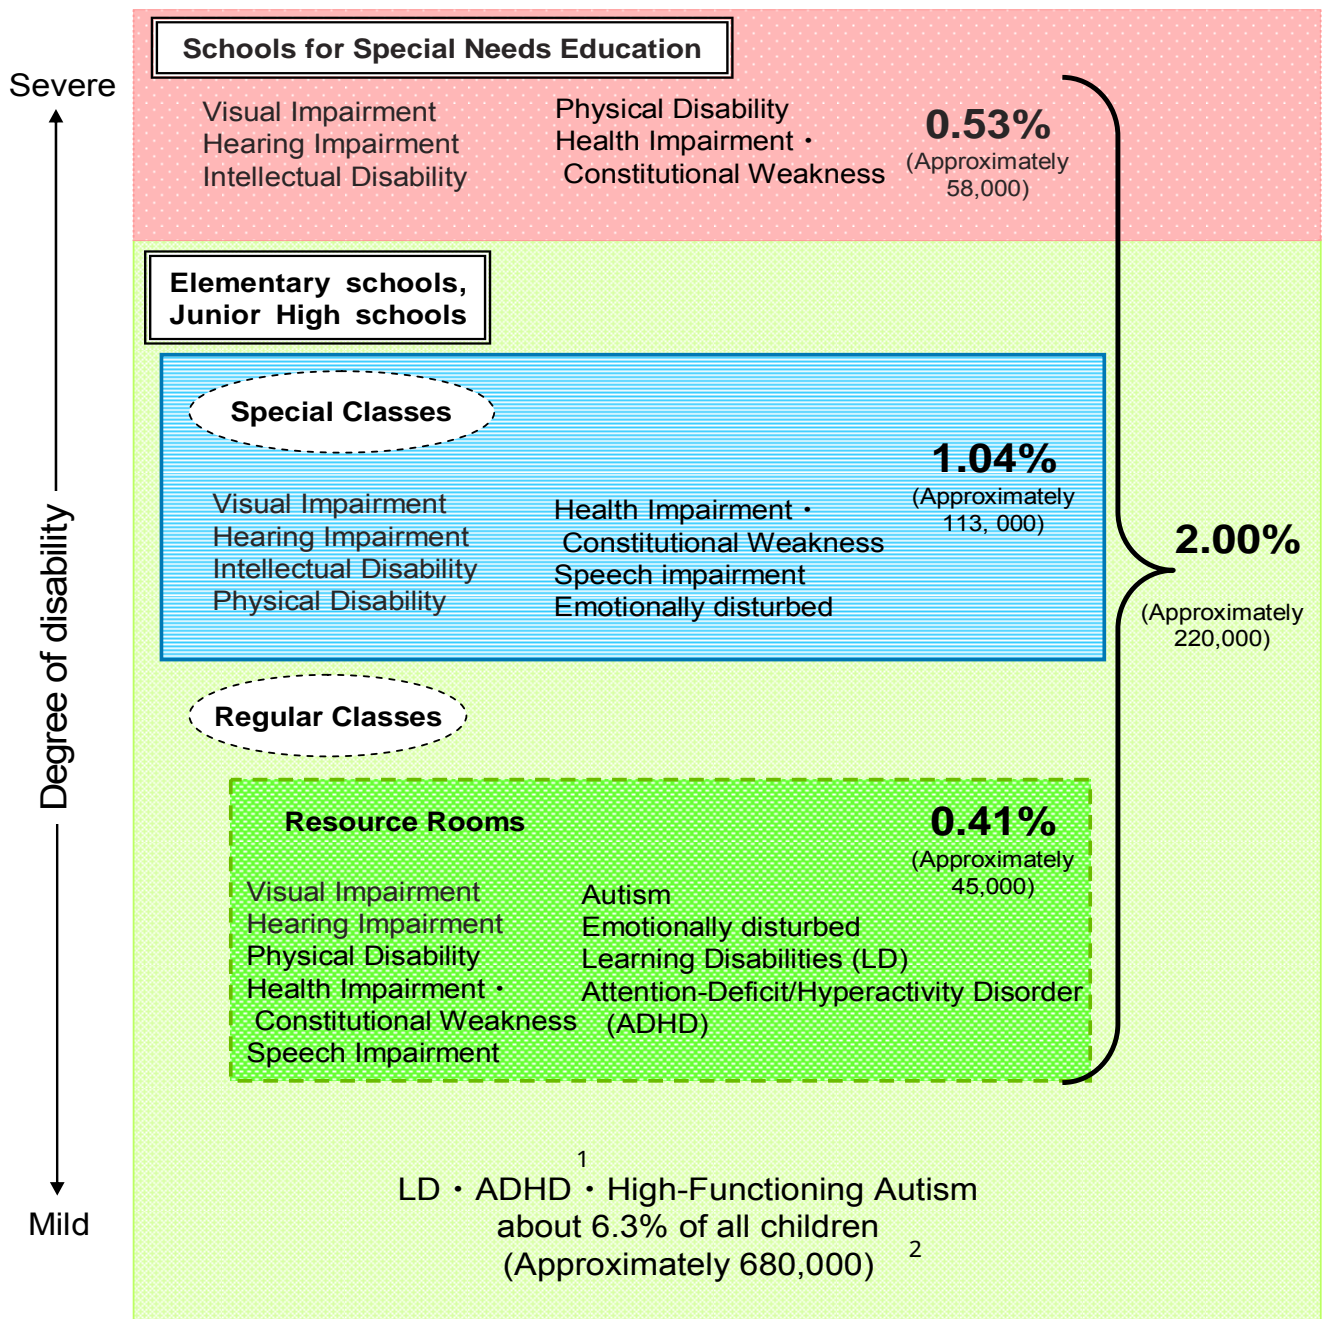 Schools for Special Needs Education
Severe
Visual Impairment
Hearing Impairment
Intellectual Disability
Physical Disability
Health Impairment・
Constitutional Weakness
0.53%
(Approximately
58,000)
Elementary schools,
Junior High schools
Special Classes
1.04%
(Approximately
113, 000)
Visual Impairment
Hearing Impairment
Intellectual Disability
Physical Disability
Health Impairment・
Constitutional Weakness
Speech impairment
Emotionally disturbed
2.00%
(Approximately
220,000)
Degree of disability
Regular Classes
Resource Rooms
0.41%
(Approximately
45,000)
Visual Impairment
Hearing Impairment
Physical Disability
Health Impairment・
Constitutional Weakness
Speech Impairment
Autism
Emotionally disturbed
Learning Disabilities (LD)
Attention-Deficit/Hyperactivity Disorder
(ADHD)
Mild
1
LD・ADHD・High-Functioning Autism
about 6.3% of all children
(Approximately 680,000) 2